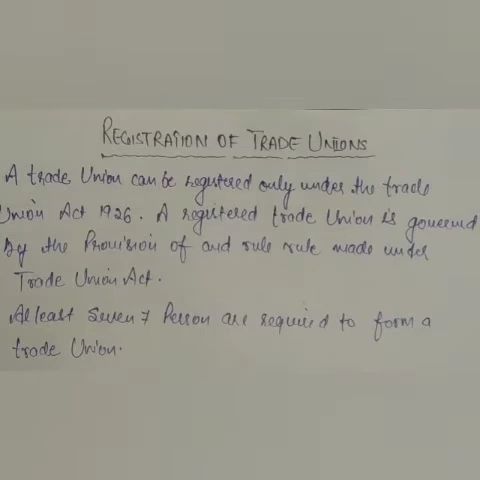 REGISTRATION OF TRADE UNIONS
A trade Union can be registered only under the trade
Union Act 1926. A registered trade Union is governed
By the Provision of and rule rule made under
Trade Union Act.
At least Seven 7 Person are required to form a
trade Union.